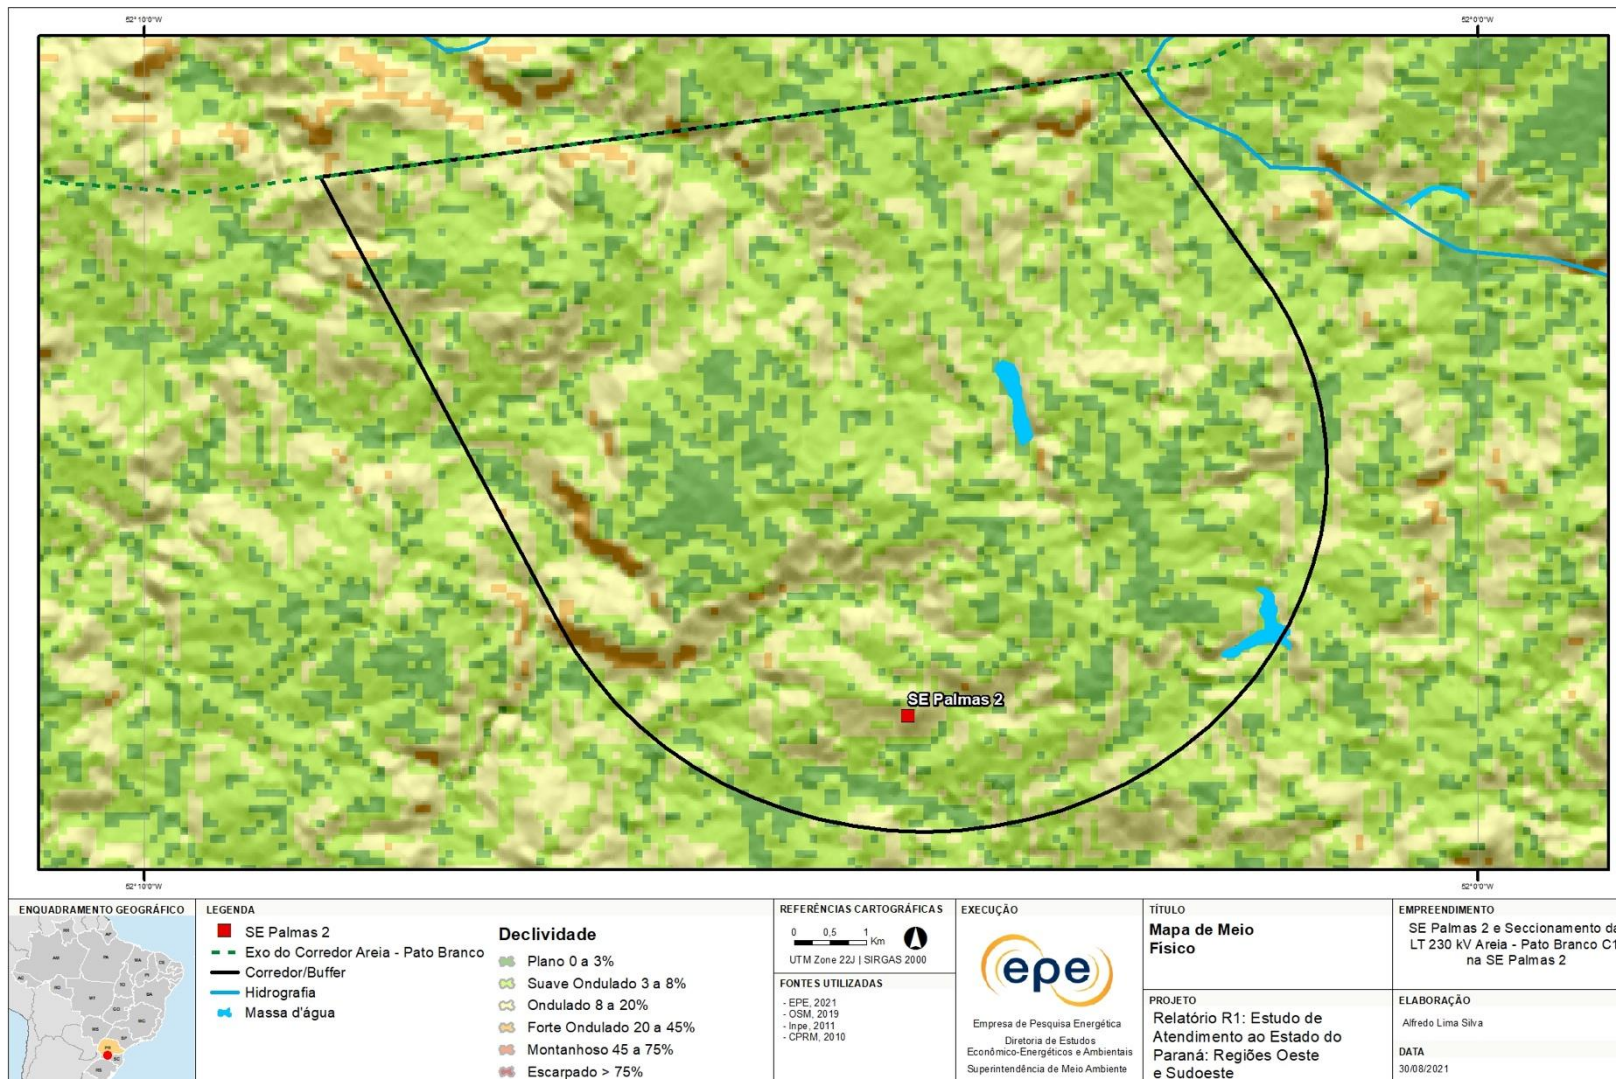 52°10'0"W
52°0'0"W
SE Palmas 2
52°10'0"W
52°0'0"W
ENQUADRAMENTO GEOGRÁFICO
LEGENDA
SE Palmas 2
Exo do Corredor Areia - Pato Branco
Corredor/Buffer
Hidrografia
Massa d'água
Declividade
Plano 0 a 3%
Suave Ondulado 3 a 8%
Ondulado 8 a 20%
Forte Ondulado 20 a 45%
Montanhoso 45 a 75%
Escarpado > 75%
REFERÊNCIAS CARTOGRÁFICAS
0 0,5 1
Km
UTM Zone 22J | SIRGAS 2000
FONTES UTILIZADAS
- EPE, 2021
- OSM, 2019
- Inpe, 2011
- CPRM, 2010
EXECUÇÃO
epe
Empresa de Pesquisa Energética
Diretoria de Estudos
Econômico-Energéticos e Ambientais
Superintendência de Meio Ambiente
TÍTULO
Mapa de Meio
Físico
PROJETO
Relatório R1: Estudo de
Atendimento ao Estado do
Paraná: Regiões Oeste
e Sudoeste
EMPREENDIMENTO
SE Palmas 2 e Seccionamento da
LT 230 kV Areia - Pato Branco C1
na SE Palmas 2
ELABORAÇÃO
Alfredo Lima Silva
DATA
30/08/2021